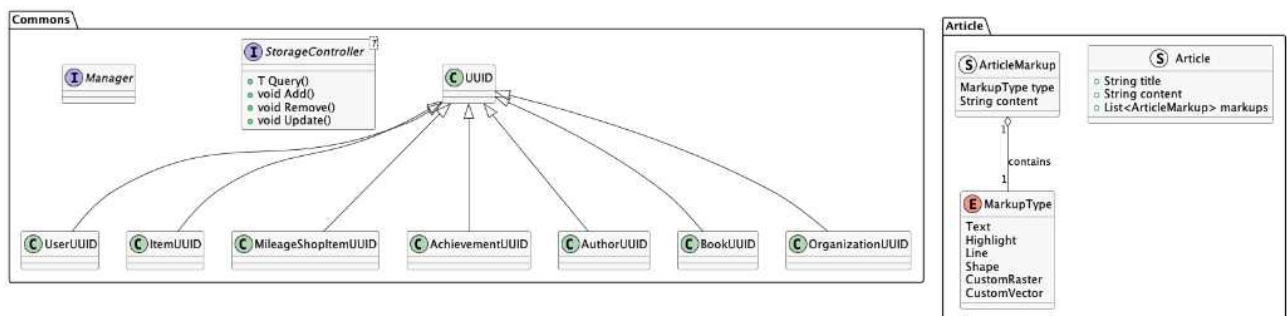 Commons
I Manager
I StorageController
T
T Query()
void Add()
void Remove()
void Update()
C UUID
C UserUUID
C ItemUUID
C MileageShopItemUUID
C AchievementUUID
C AuthorUUID
C BookUUID
C OrganizationUUID
Article
S ArticleMarkup
MarkupType type
String content
S Article
String title
String content
List<ArticleMarkup> markups
1
contains
1
E MarkupType
Text
Highlight
Line
Shape
CustomRaster
CustomVector